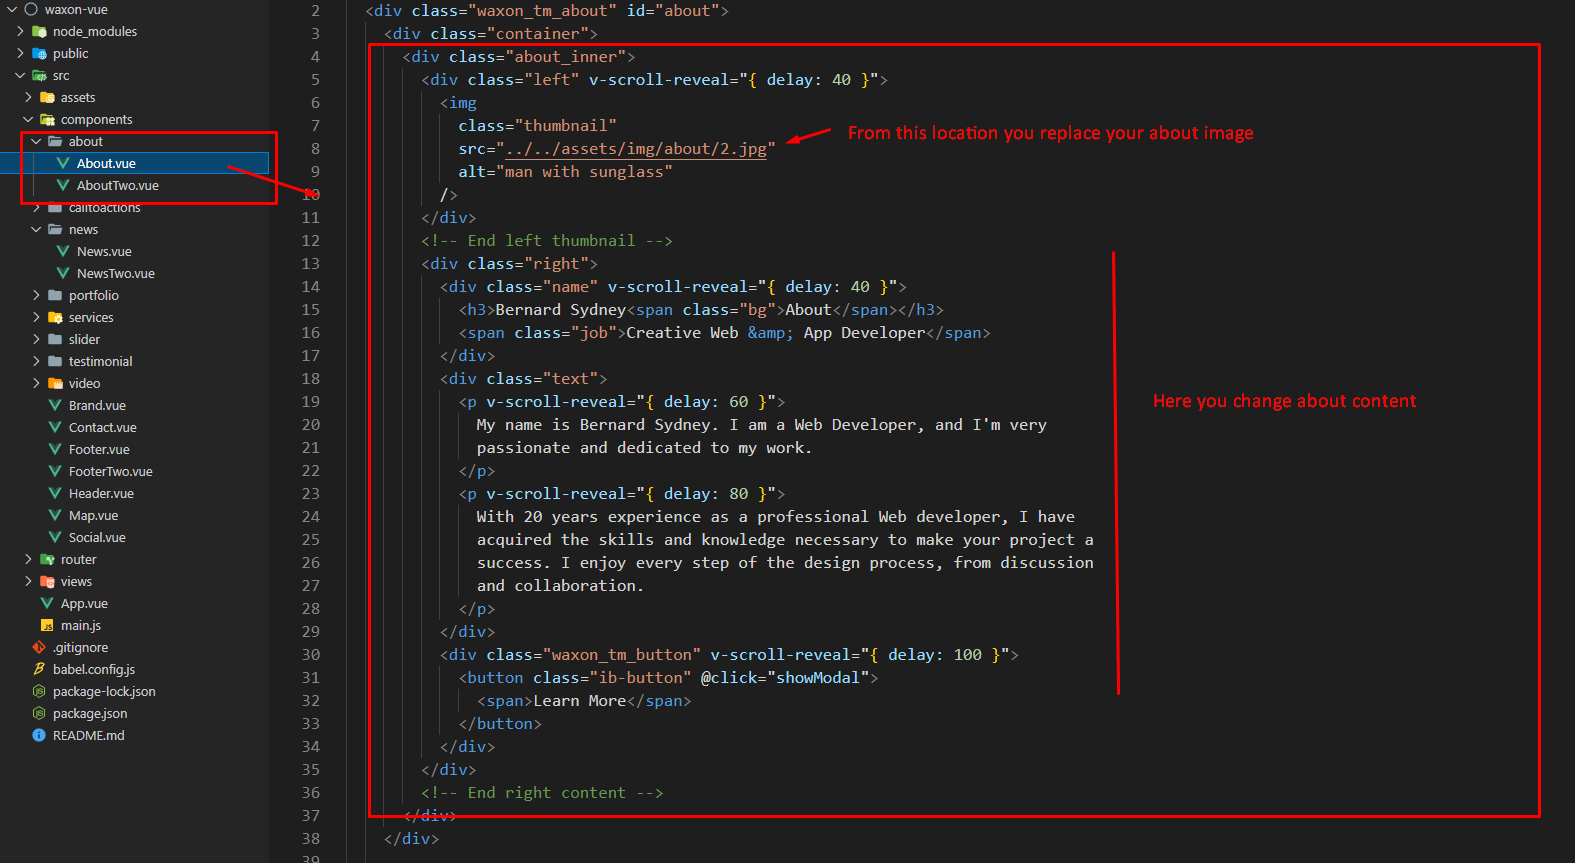 waxon-vue
node_modules
public
src
assets
components
about
About.vue
AboutTwo.vue
calltoactions
news
News.vue
NewsTwo.vue
portfolio
services
slider
testimonial
video
Brand.vue
Contact.vue
Footer.vue
FooterTwo.vue
Header.vue
Map.vue
Social.vue
router
views
App.vue
JS main.js
.gitignore
babel.config.js
package-lock.json
package.json
README.md
2 <div class="waxon_tm_about" id="about">
3 <div class="container">
4 <div class="about_inner">
5 <div class="left" v-scroll-reveal="{ delay: 40 }">
6 <img
7 class="thumbnail"
8 src="../../assets/img/about/2.jpg"
9 alt="man with sunglass"
10 />
11 </div>
12 <!-- End left thumbnail -->
13 <div class="right">
14 <div class="name" v-scroll-reveal="{ delay: 40 }">
15 <h3>Bernard Sydney<span class="bg">About</span></h3>
16 <span class="job">Creative Web &amp; App Developer</span>
17 </div>
18 <div class="text">
19 <p v-scroll-reveal="{ delay: 60 }">
20 My name is Bernard Sydney. I am a Web Developer, and I'm very
21 passionate and dedicated to my work.
22 </p>
23 <p v-scroll-reveal="{ delay: 80 }">
24 With 20 years experience as a professional Web developer, I have
25 acquired the skills and knowledge necessary to make your project a
26 success. I enjoy every step of the design process, from discussion
27 and collaboration.
28 </p>
29 </div>
30 <div class="waxon_tm_button" v-scroll-reveal="{ delay: 100 }">
31 <button class="ib-button" @click="showModal">
32 <span>Learn More</span>
33 </button>
34 </div>
35 </div>
36 <!-- End right content -->
37 </div>
38 </div>
39
From this location you replace your about image
Here you change about content